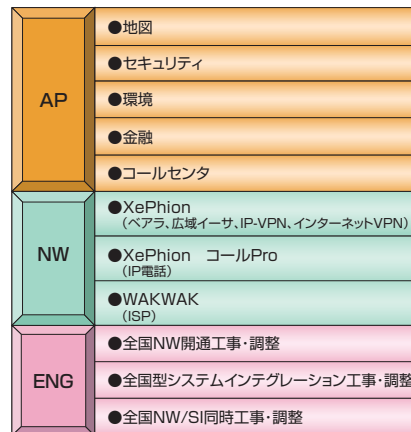 AP
●地図
●セキュリティ
●環境
●金融
●コールセンタ
NW
●XePhion
（ベアラ、広域イーサ、IP-VPN、インターネットVPN）
●XePhion　コールPro
（IP電話）
●WAKWAK
（ISP）
ENG
●全国NW開通工事・調整
●全国型システムインテグレーション工事・調整
●全国NW/SI同時工事・調整